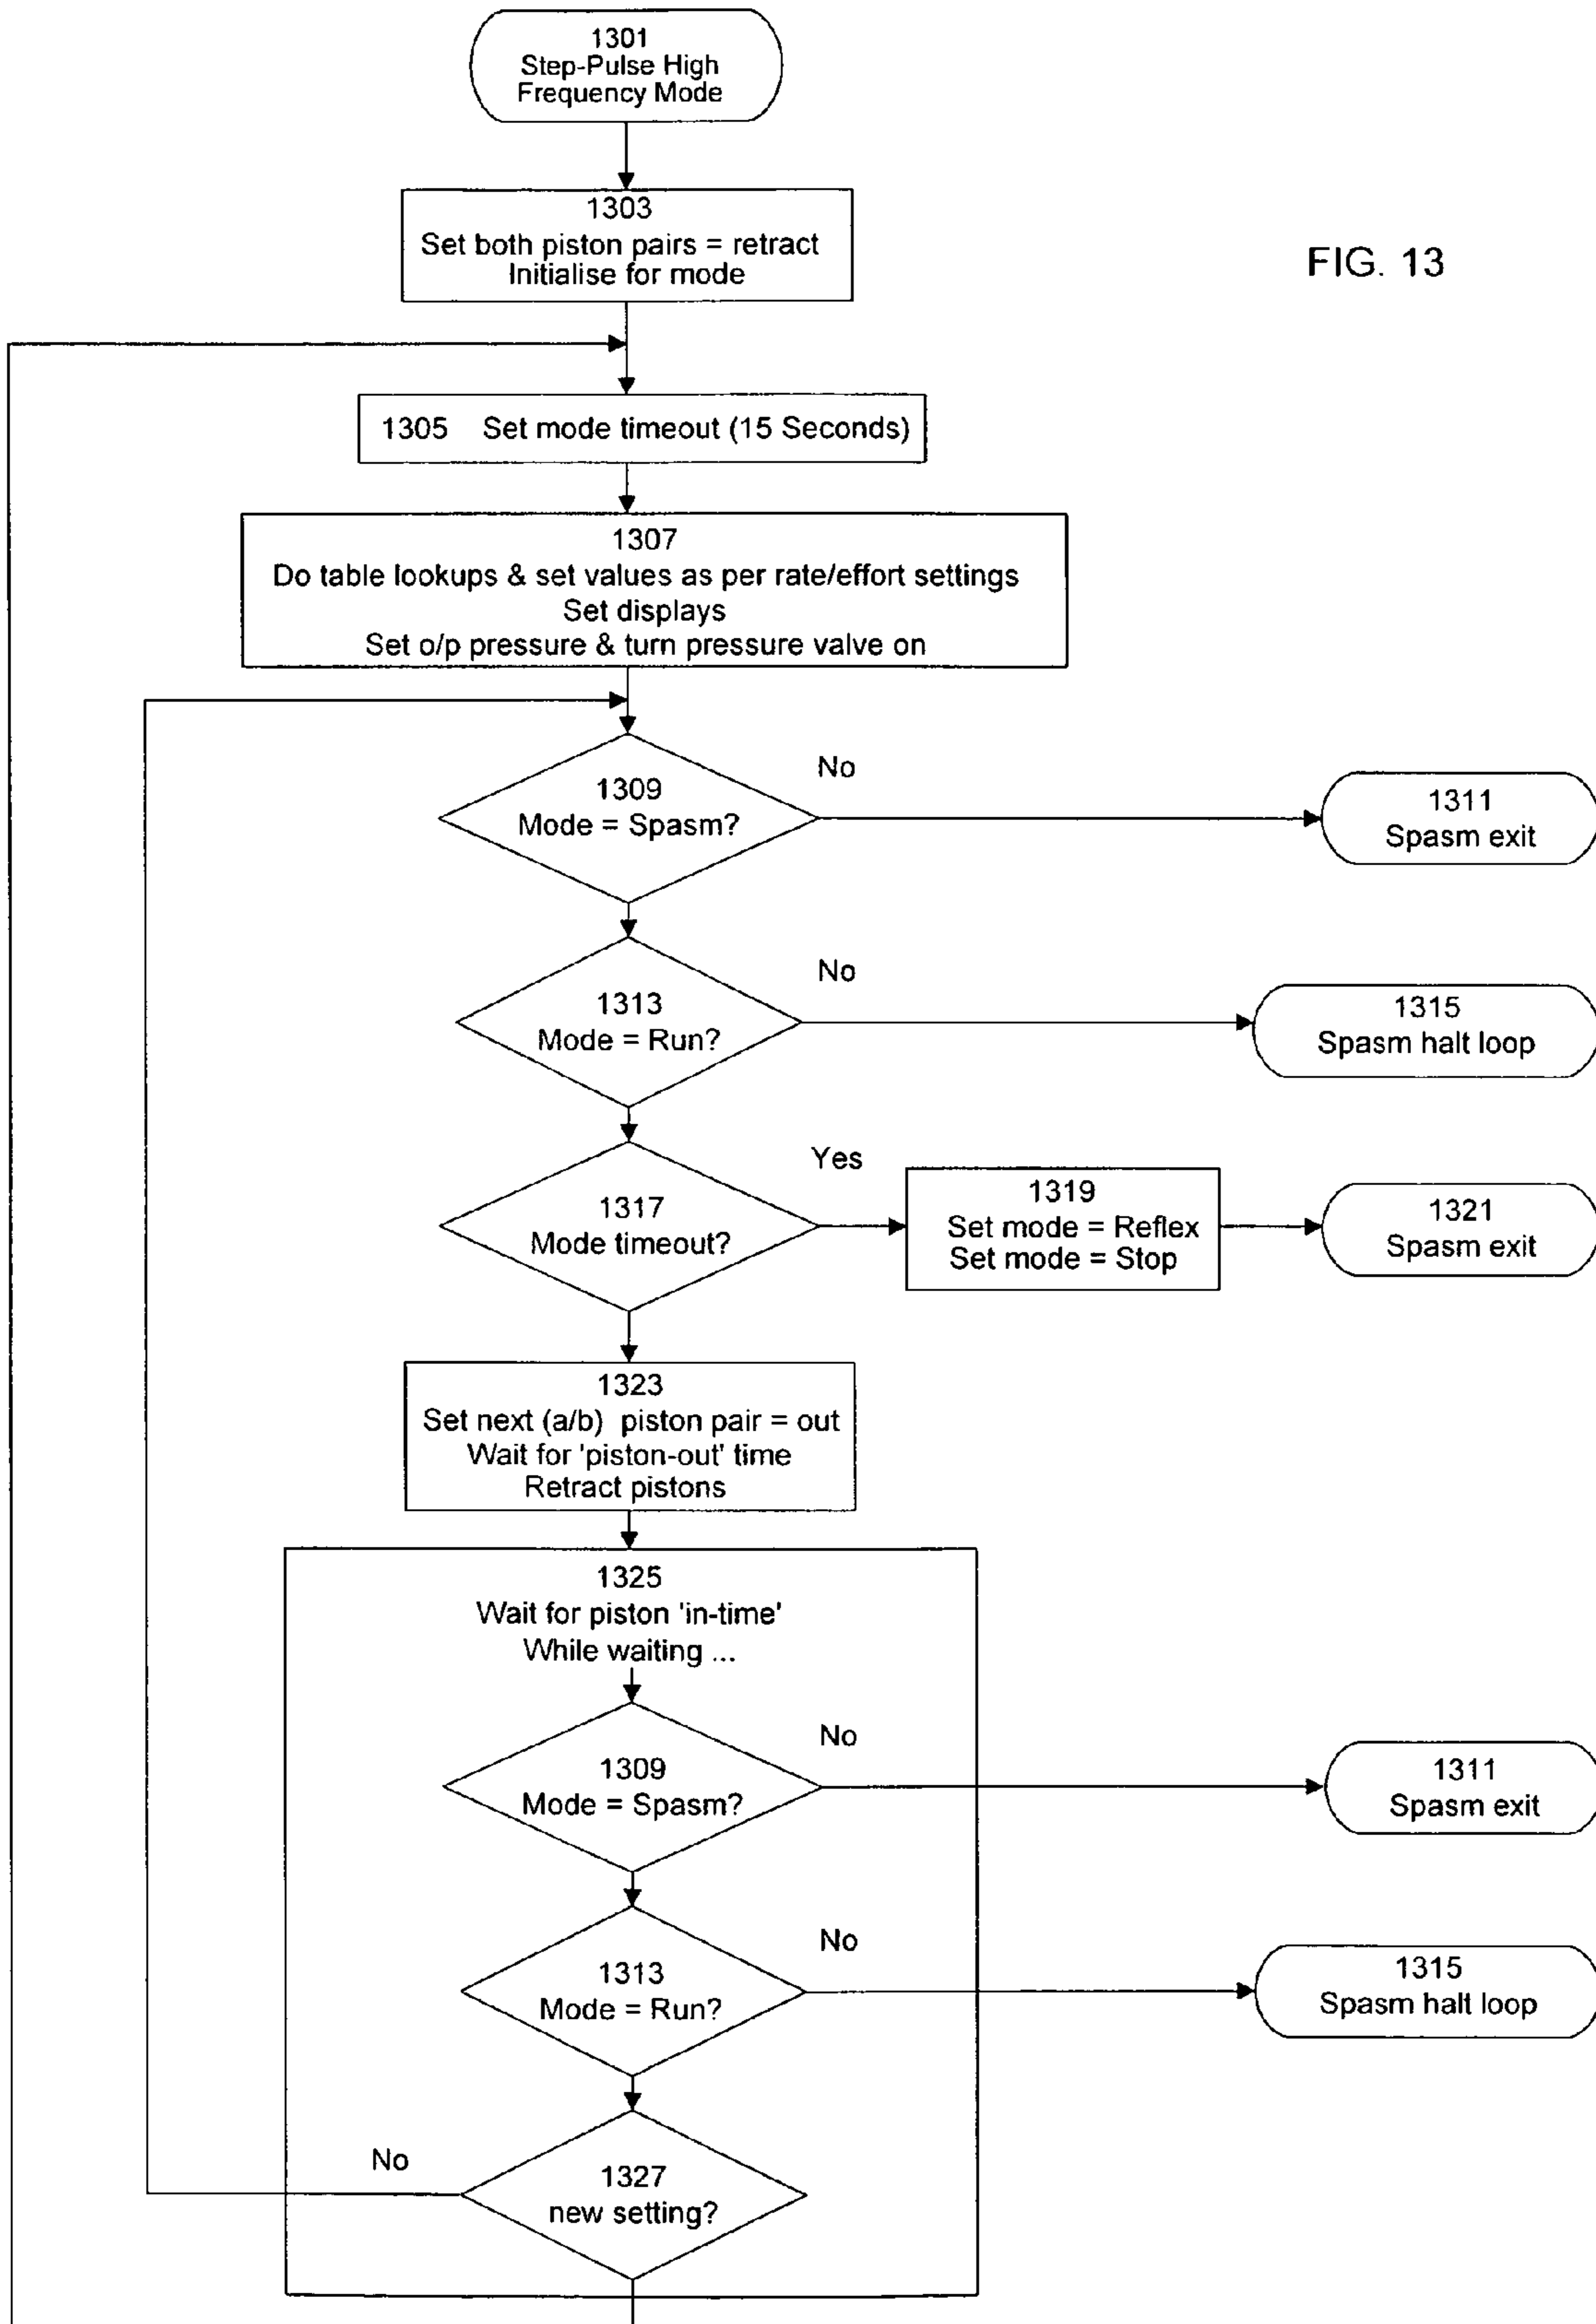 1301
Step-Pulse High
Frequency Mode
1303
Set both piston pairs = retract
Initialise for mode
FIG. 13
1305 Set mode timeout (15 Seconds)
1307
Do table lookups & set values as per rate/effort settings
Set displays
Set o/p pressure & turn pressure valve on
No
1309
Mode = Spasm?
1311
Spasm exit
No
1313
Mode = Run?
1315
Spasm halt loop
Yes
1317
Mode timeout?
1319
Set mode = Reflex
Set mode = Stop
1321
Spasm exit
1323
Set next (a/b) piston pair = out
Wait for 'piston-out' time
Retract pistons
1325
Wait for piston 'in-time'
While waiting ...
No
1309
Mode = Spasm?
1311
Spasm exit
No
1313
Mode = Run?
1315
Spasm halt loop
No
1327
new setting?